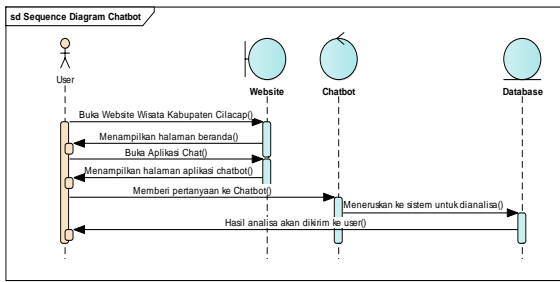 sd Sequence Diagram Chatbot
User
Website
Chatbot
Database
Buka Website Wisata Kabupaten Cilacap()
Menampilkan halaman beranda()
Buka Aplikasi Chat()
Menampilkan halaman aplikasi chatbot()
Memberi pertanyaan ke Chatbot()
Meneruskan ke sistem untuk dianalisa()
Hasil analisa akan dikirim ke user()